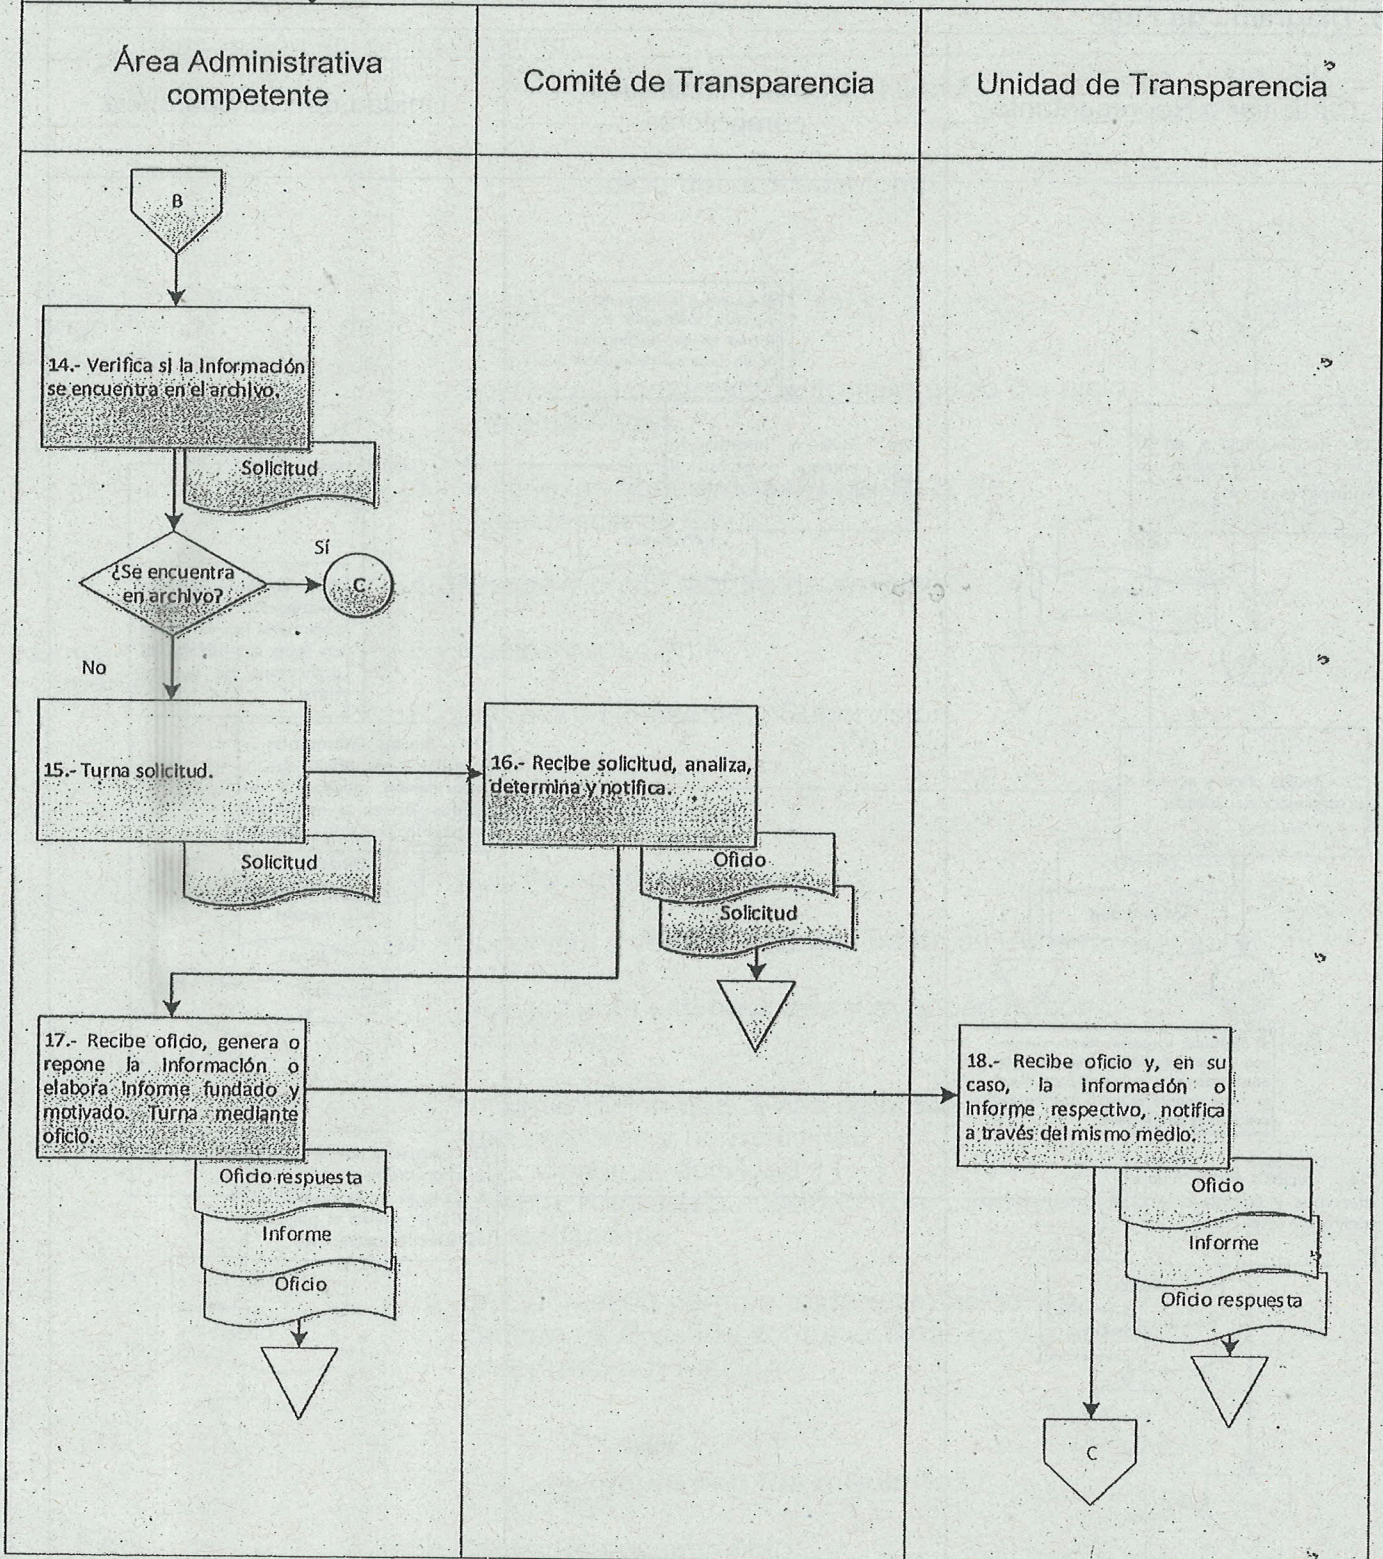 Área Administrativa
competente
Comité de Transparencia
Unidad de Transparencia
B
14.- Verifica si la Información
se encuentra en el archivo.
Solicitud
¿Se encuentra
en archivo?
Sí
C
No
15.- Turna solicitud.
Solicitud
16.- Recibe solicitud, analiza,
determina y notifica.
Oficio
Solicitud
17.- Recibe oficio, genera o
repone la Información o
elabora Informe fundado y
motivado. Turna mediante
oficio.
Oficio respuesta
Informe
Oficio
18.- Recibe oficio y, en su
caso, la Información o
Informe respectivo, notifica
a través del mismo medio.
Oficio
Informe
Oficio respuesta
C